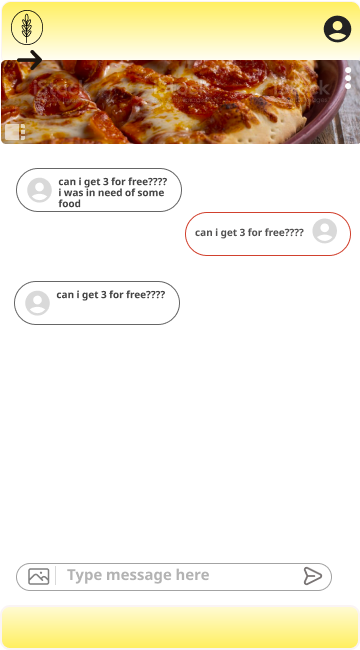 iStock
can i get 3 for free????
i was in need of some
food
can i get 3 for free????
can i get 3 for free????
Type message here